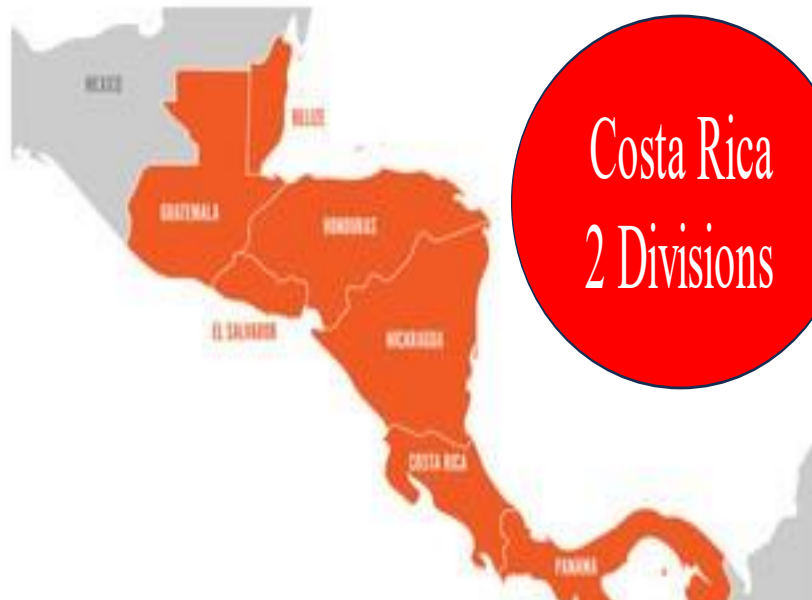 MEXICO
BELIZE
GUATEMALA
HONDURAS
EL SALVADOR
NICARAGUA
COSTA RICA
PANAMA
Costa Rica
2 Divisions